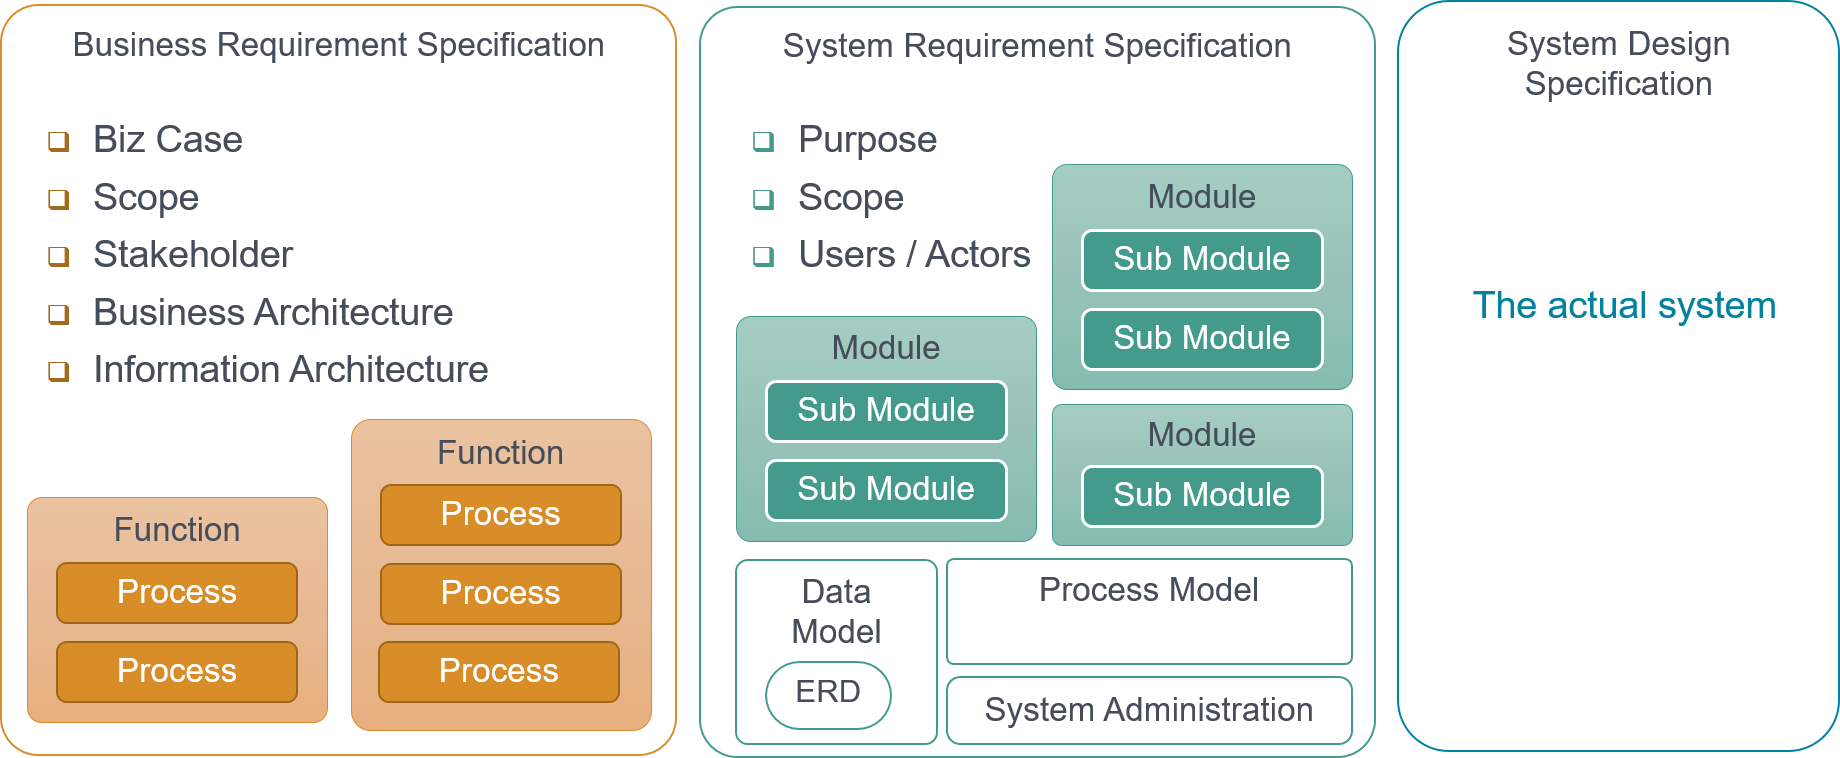 Business Requirement Specification
Biz Case
Scope
Stakeholder
Business Architecture
Information Architecture
Function
Process
Process
Function
Process
Process
Process
System Requirement Specification
Purpose
Scope
Users / Actors
Module
Sub Module
Sub Module
Module
Sub Module
Sub Module
Module
Sub Module
Data
Model
ERD
Process Model
System Administration
System Design
Specification
The actual system